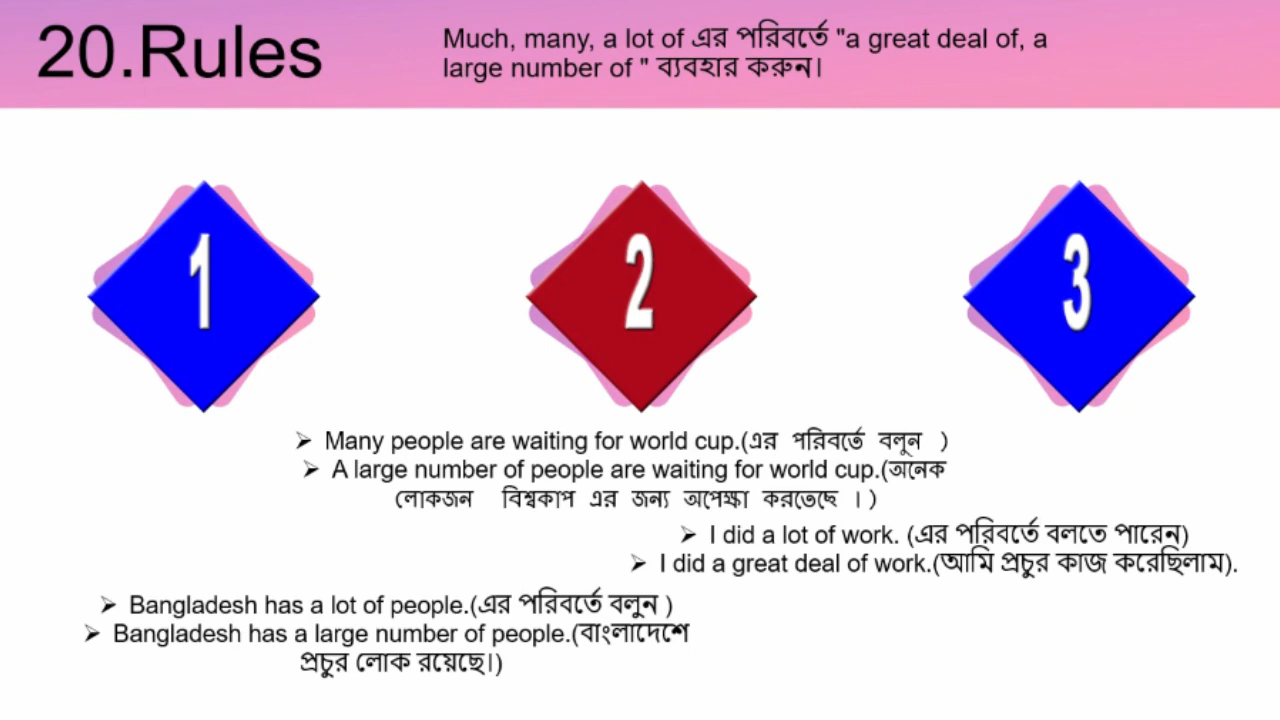 20.Rules
Much, many, a lot of এর পরিবর্তে "a great deal of, a
large number of " ব্যবহার করুন।
1
2
3
➢ Many people are waiting for world cup.(এর পরিবর্তে বলুন )
➢ A large number of people are waiting for world cup.(অনেক
লোকজন বিশ্বকাপ এর জন্য অপেক্ষা করতেছে । )
➢ I did a lot of work. (এর পরিবর্তে বলতে পারেন)
➢ I did a great deal of work.(আমি প্রচুর কাজ করেছিলাম).
➢ Bangladesh has a lot of people.(এর পরিবর্তে বলুন )
➢ Bangladesh has a large number of people.(বাংলাদেশে
প্রচুর লোক রয়েছে।)